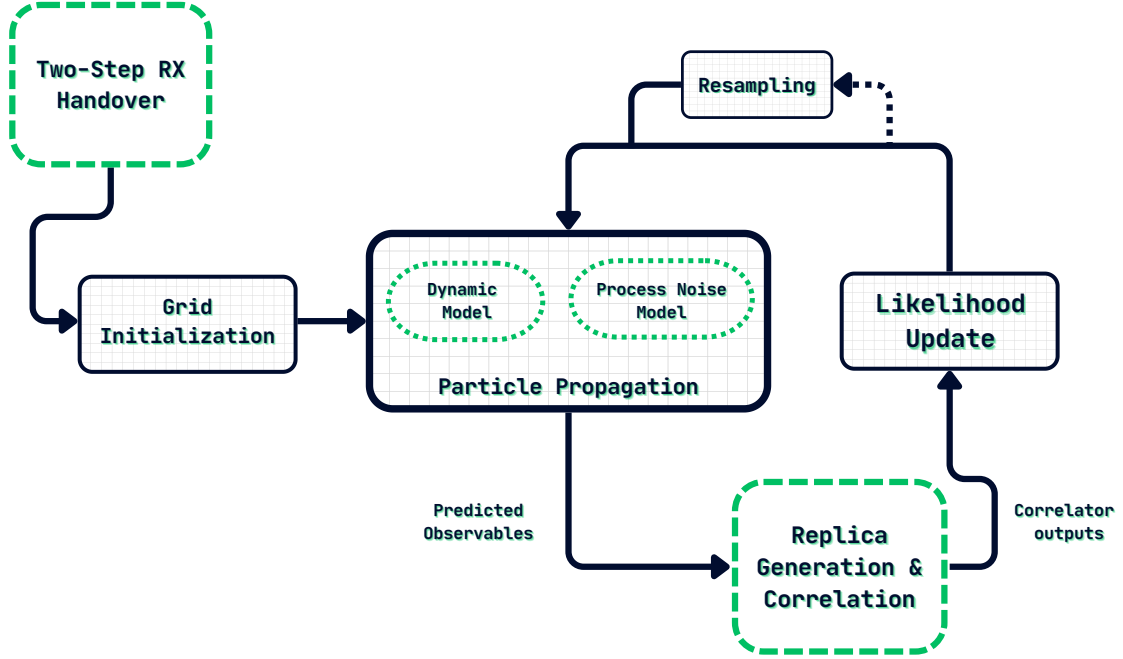 Two-Step RX
Handover
Resampling
Grid
Initialization
Dynamic
Model
Process Noise
Model
Particle Propagation
Likelihood
Update
Predicted
Observables
Replica
Generation &
Correlation
Correlator
outputs